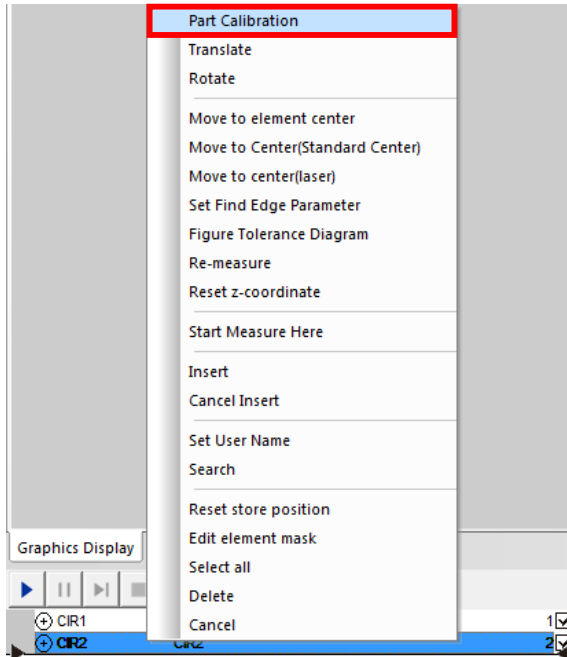 Part Calibration
Translate
Rotate
Move to element center
Move to Center(Standard Center)
Move to center(laser)
Set Find Edge Parameter
Figure Tolerance Diagram
Re-measure
Reset z-coordinate
Start Measure Here
Insert
Cancel Insert
Set User Name
Search
Reset store position
Edit element mask
Select all
Delete
Cancel
Graphics Display
CIR1 1
CIR2 CIR2 2